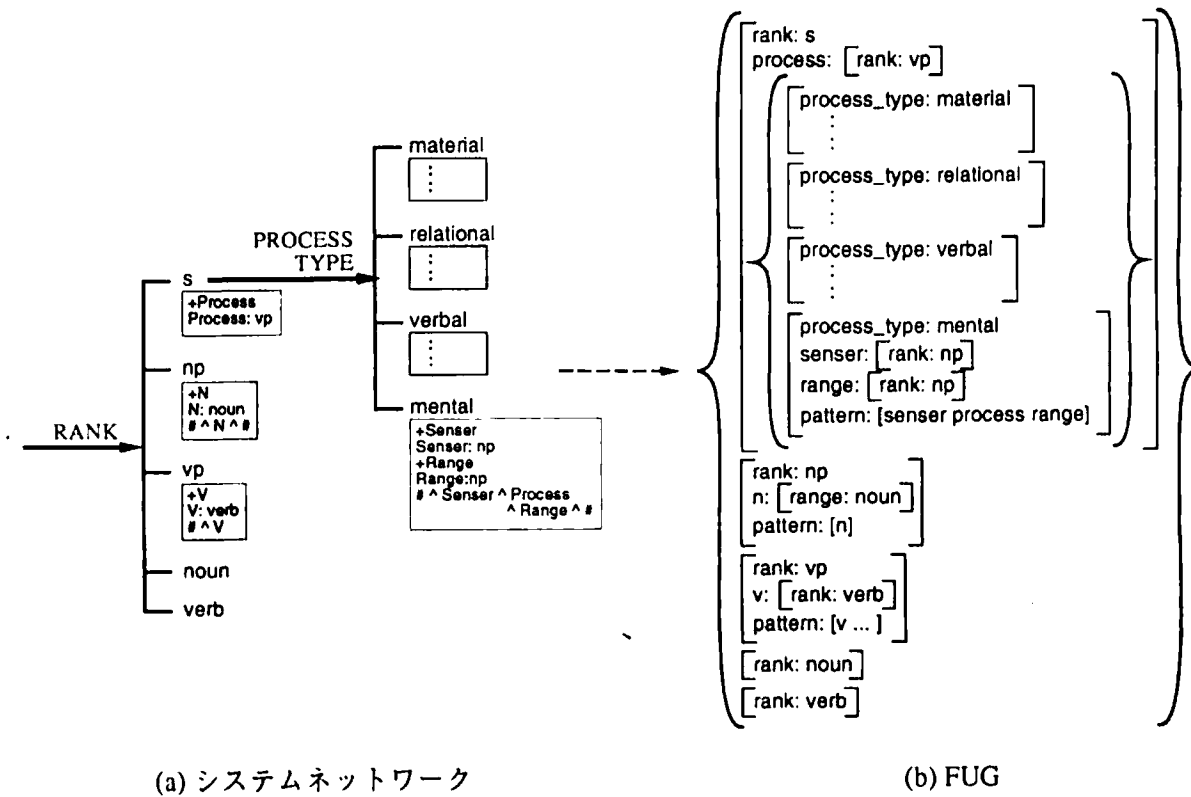 RANK
s
+Process
Process: vp
np
+N
N: noun
# ^ N ^ #
vp
+V
V: verb
# ^ V
noun
verb
PROCESS
TYPE
material
⋮
relational
⋮
verbal
⋮
mental
+Senser
Senser: np
+Range
Range:np
# ^ Senser ^ Process
^ Range ^ #
(a) システムネットワーク
rank: s
process: [rank: vp]
process_type: material
⋮
process_type: relational
⋮
process_type: verbal
⋮
process_type: mental
senser: [rank: np]
range: [rank: np]
pattern: [senser process range]
rank: np
n: [range: noun]
pattern: [n]
rank: vp
v: [rank: verb]
pattern: [v ... ]
[rank: noun]
[rank: verb]
(b) FUG